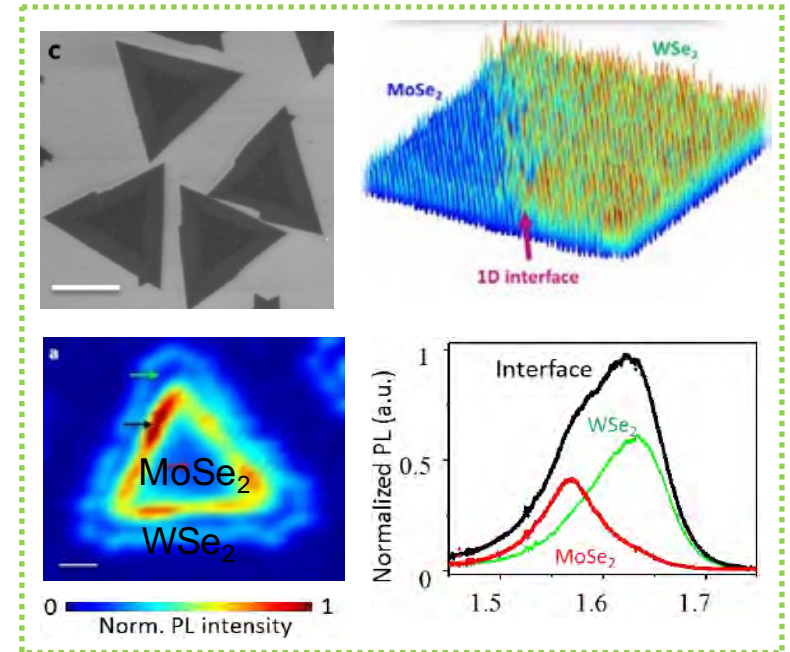 c
WSe₂
MoSe₂
1D interface
a
MoSe₂
WSe₂
0 1
Norm. PL intensity
Normalized PL (a.u.)
1
0.5
0
Interface
WSe₂
MoSe₂
1.5 1.6 1.7